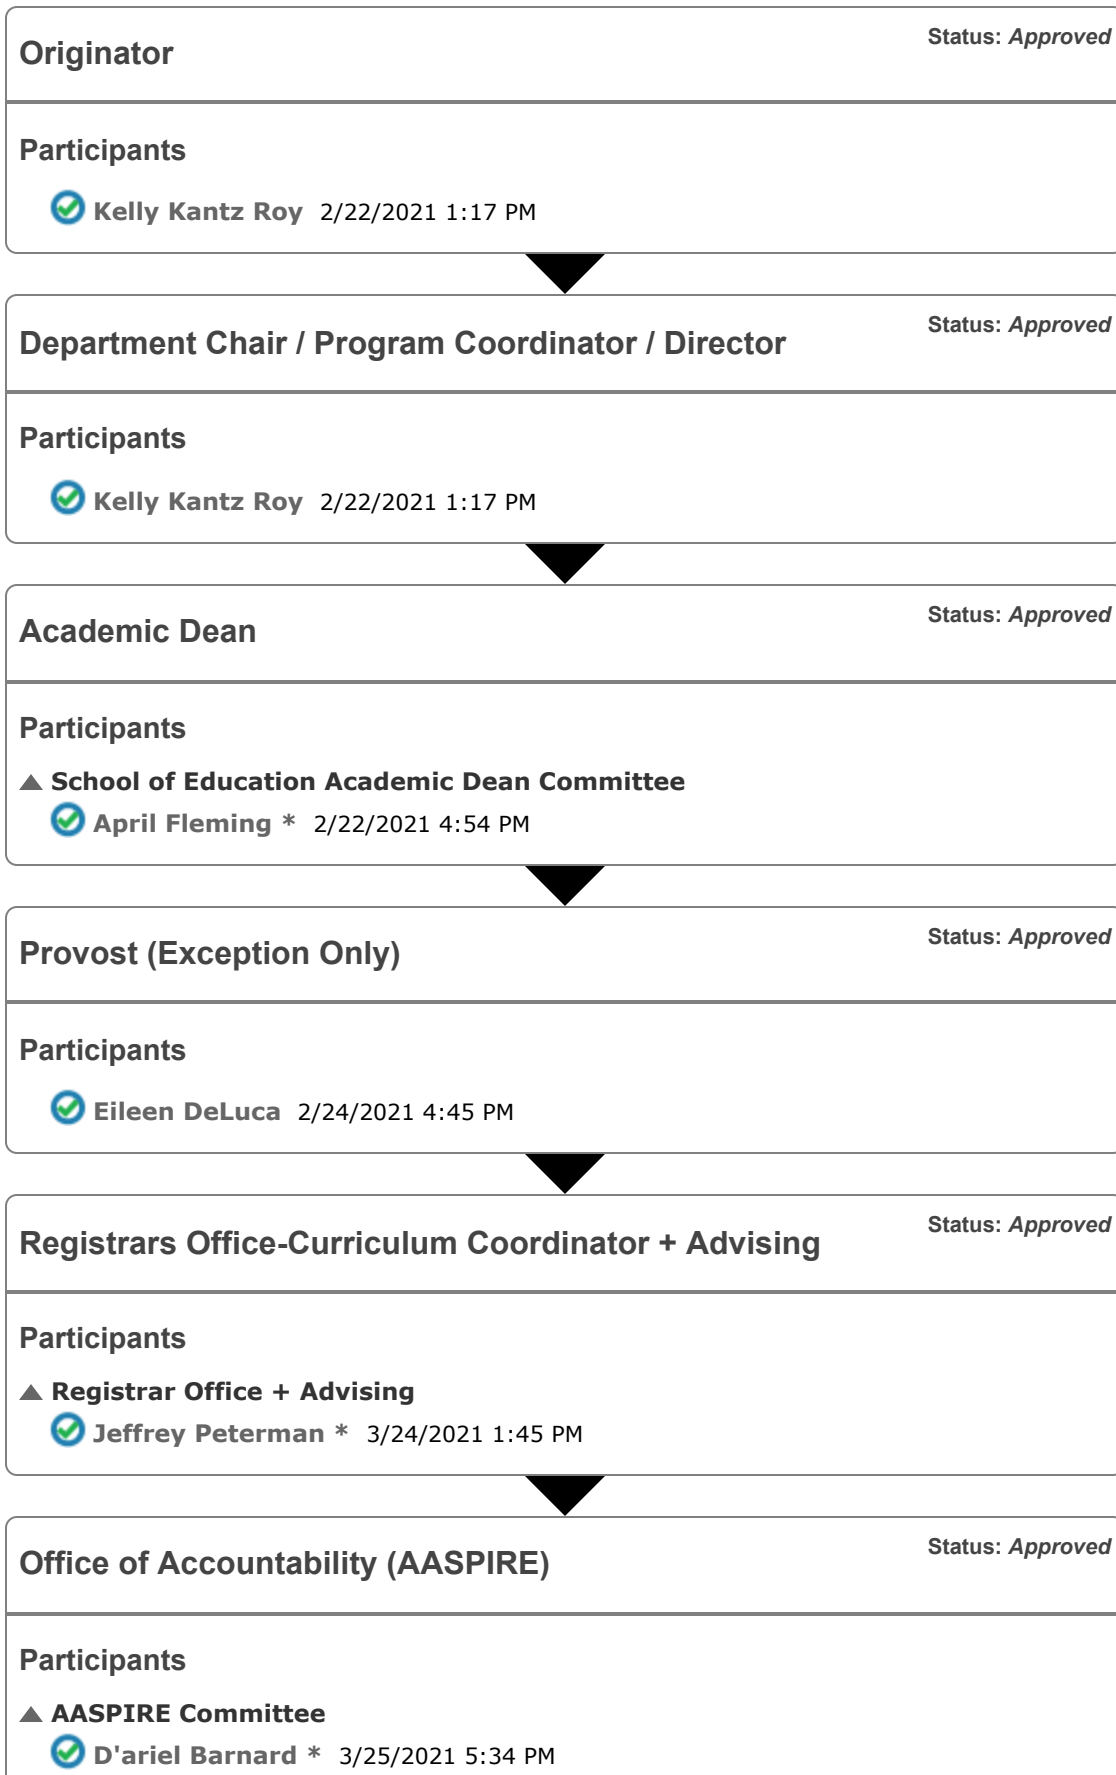 Originator
Status: Approved
Participants
Kelly Kantz Roy 2/22/2021 1:17 PM
Department Chair / Program Coordinator / Director
Status: Approved
Participants
Kelly Kantz Roy 2/22/2021 1:17 PM
Academic Dean
Status: Approved
Participants
School of Education Academic Dean Committee
April Fleming * 2/22/2021 4:54 PM
Provost (Exception Only)
Status: Approved
Participants
Eileen DeLuca 2/24/2021 4:45 PM
Registrars Office-Curriculum Coordinator + Advising
Status: Approved
Participants
Registrar Office + Advising
Jeffrey Peterman * 3/24/2021 1:45 PM
Office of Accountability (AASPIRE)
Status: Approved
Participants
AASPIRE Committee
D'ariel Barnard * 3/25/2021 5:34 PM